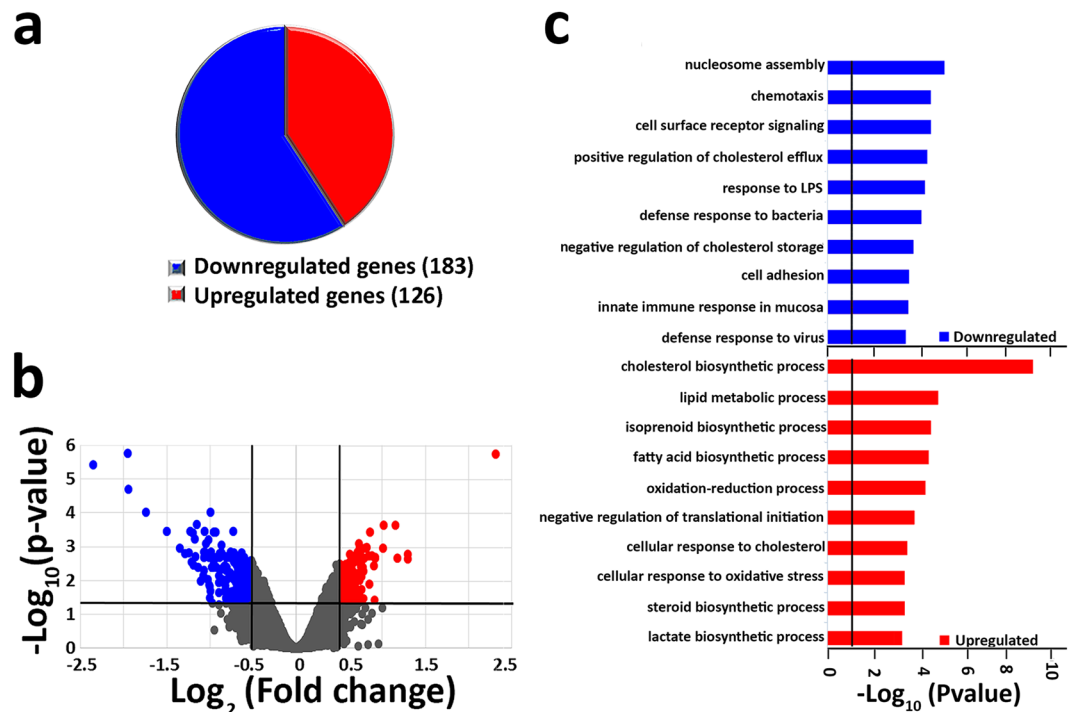 a
Downregulated genes (183)
Upregulated genes (126)
b
-Log10(p-value)
6
5
4
3
2
1
0
-2.5
-1.5
-0.5
0
0.5
1.5
2.5
Log2 (Fold change)
c
nucleosome assembly
chemotaxis
cell surface receptor signaling
positive regulation of cholesterol efflux
response to LPS
defense response to bacteria
negative regulation of cholesterol storage
cell adhesion
innate immune response in mucosa
defense response to virus
Downregulated
cholesterol biosynthetic process
lipid metabolic process
isoprenoid biosynthetic process
fatty acid biosynthetic process
oxidation-reduction process
negative regulation of translational initiation
cellular response to cholesterol
cellular response to oxidative stress
steroid biosynthetic process
lactate biosynthetic process
Upregulated
0 2 4 6 8 10
-Log10 (Pvalue)